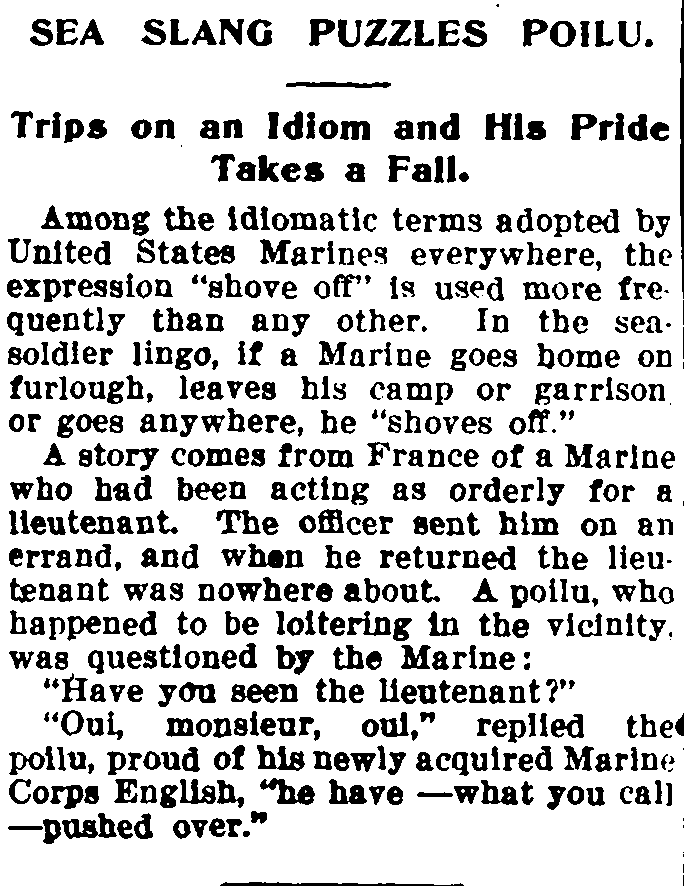 SEA SLANG PUZZLES POILU.
Trips on an Idiom and His Pride
Takes a Fall.
Among the idiomatic terms adopted by
United States Marines everywhere, the
expression "shove off" is used more fre-
quently than any other. In the sea-
soldier lingo, if a Marine goes home on
furlough, leaves his camp or garrison
or goes anywhere, he "shoves off."
A story comes from France of a Marine
who had been acting as orderly for a
lieutenant. The officer sent him on an
errand, and when he returned the lieu-
tenant was nowhere about. A poilu, who
happened to be loitering in the vicinity,
was questioned by the Marine:
"Have you seen the lieutenant?"
"Oui, monsieur, oui," replied the
poilu, proud of his newly acquired Marine
Corps English, "he have —what you call
—pushed over."